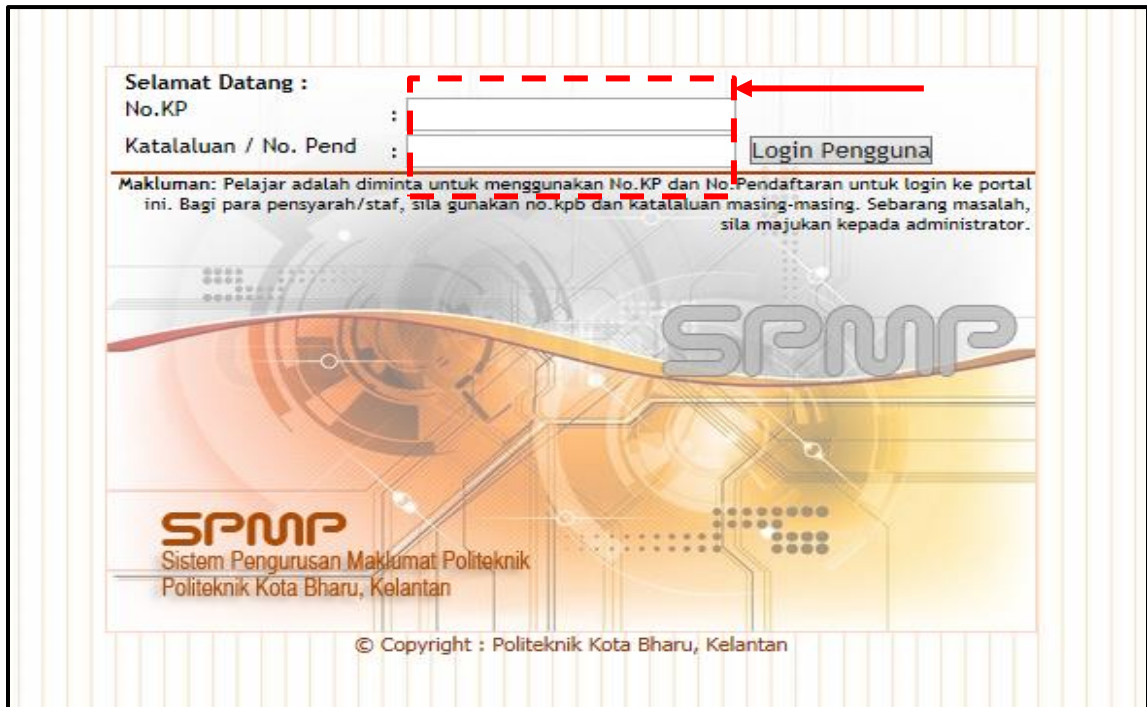 Selamat Datang :
No.KP :
Katalaluan / No. Pend : Login Pengguna
Makluman: Pelajar adalah diminta untuk menggunakan No.KP dan No.Pendaftaran untuk login ke portal
ini. Bagi para pensyarah/staf, sila gunakan no.kpb dan katalaluan masing-masing. Sebarang masalah,
sila majukan kepada administrator.
SPMP
SPMP
Sistem Pengurusan Maklumat Politeknik
Politeknik Kota Bharu, Kelantan
© Copyright : Politeknik Kota Bharu, Kelantan